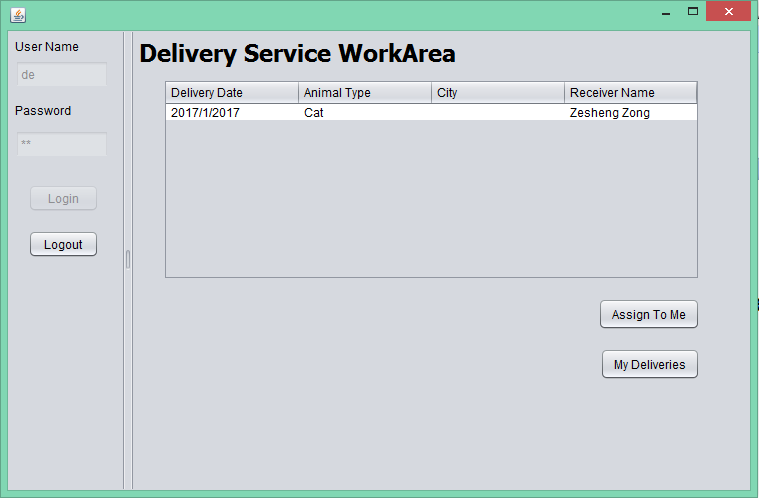 User Name
de
Password
**
Login
Logout
Delivery Service WorkArea
Delivery Date Animal Type City Receiver Name
2017/1/2017 Cat Zesheng Zong
Assign To Me
My Deliveries